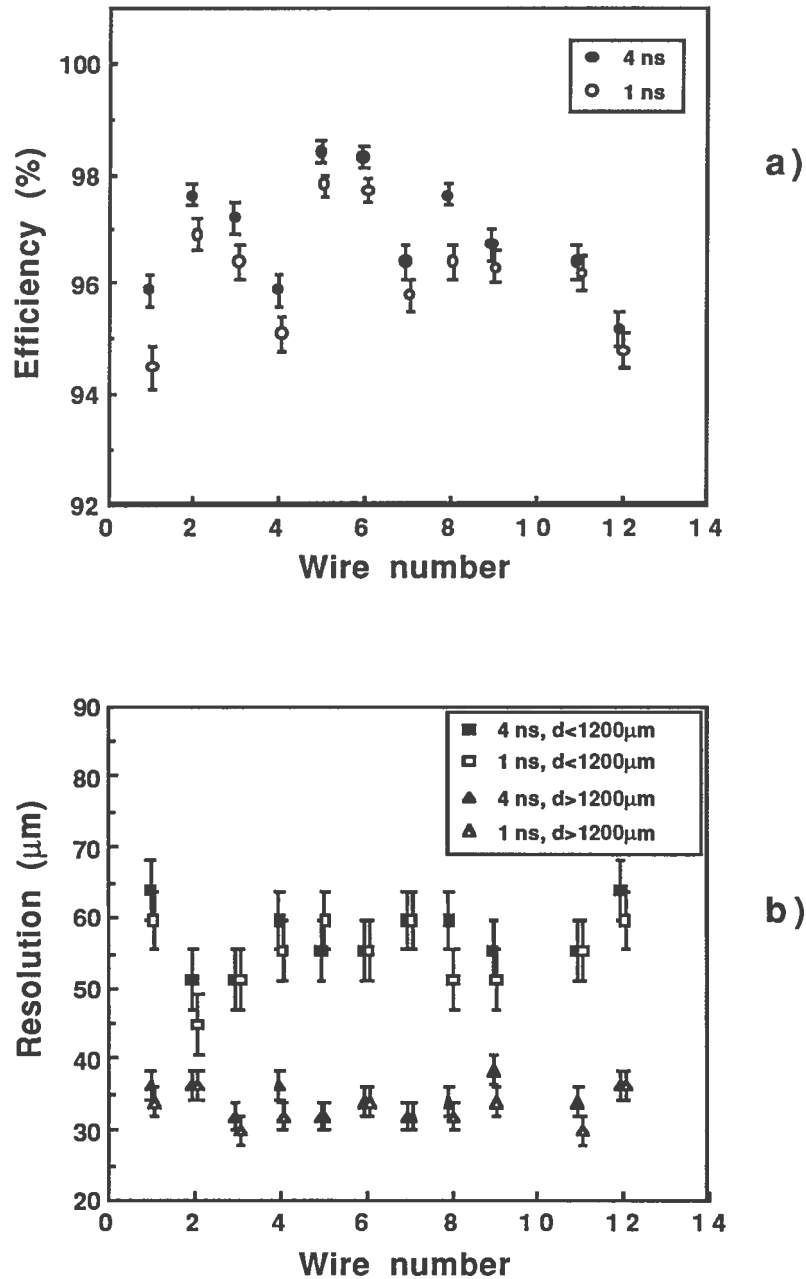 100
98
96
94
92
Efficiency (%)
4 ns
1 ns
a)
0 2 4 6 8 10 12 14
Wire number
90
80
70
60
50
40
30
20
Resolution (μm)
4 ns, d<1200μm
1 ns, d<1200μm
4 ns, d>1200μm
1 ns, d>1200μm
b)
0 2 4 6 8 10 12 14
Wire number